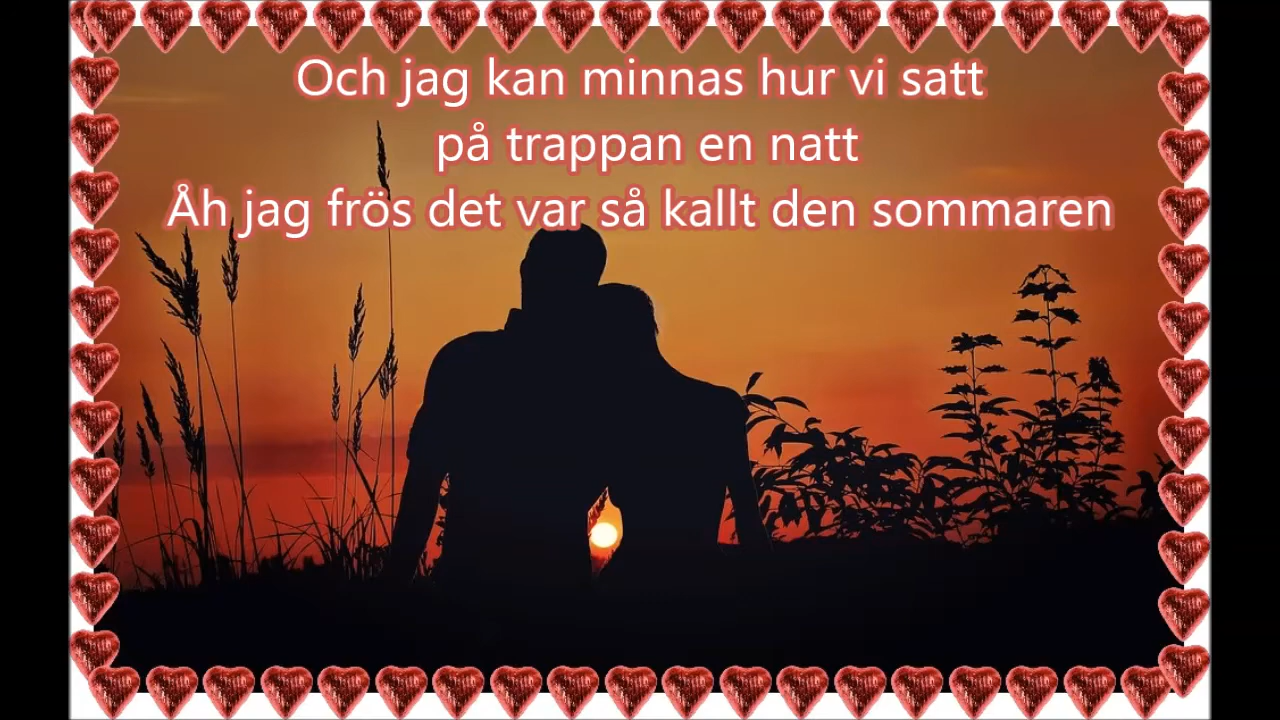 Och jag kan minnas hur vi satt
på trappan en natt
Åh jag frös det var så kallt den sommaren